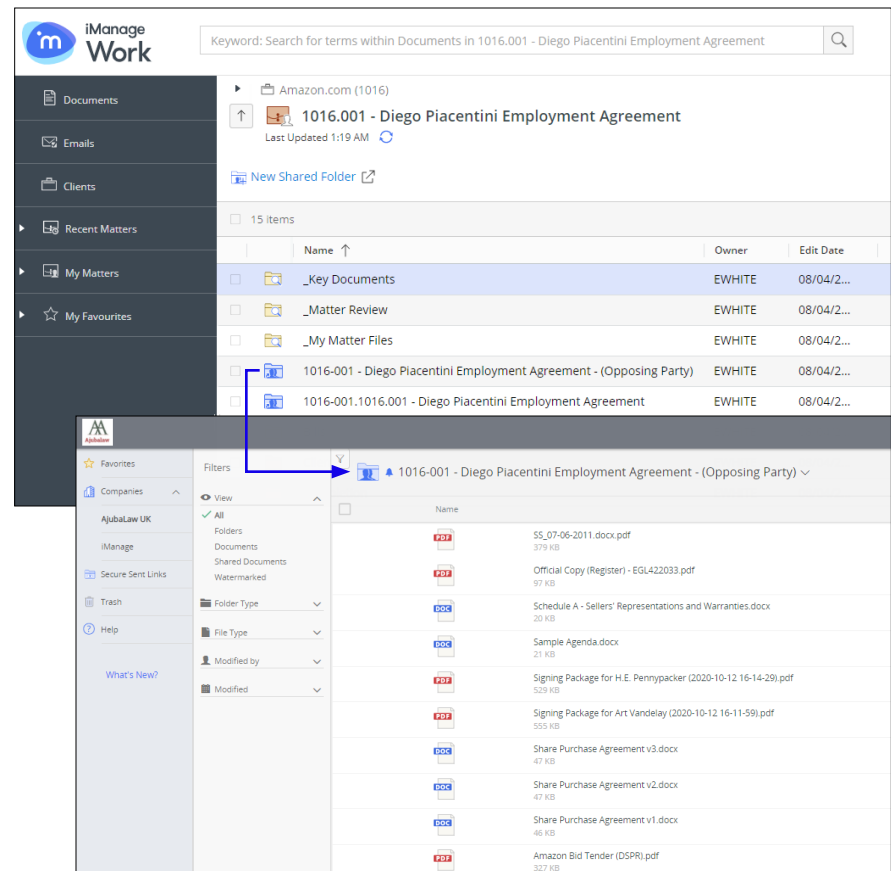 iManage
Work
Keyword: Search for terms within Documents in 1016.001 - Diego Piacentini Employment Agreement
Documents
Emails
Clients
Recent Matters
My Matters
My Favourites
Amazon.com (1016)
1016.001 - Diego Piacentini Employment Agreement
Last Updated 1:19 AM
New Shared Folder
15 items
Name Owner Edit Date
_Key Documents EWHITE 08/04/2...
_Matter Review EWHITE 08/04/2...
_My Matter Files EWHITE 08/04/2...
1016-001 - Diego Piacentini Employment Agreement - (Opposing Party) EWHITE 08/04/2...
1016-001.1016.001 - Diego Piacentini Employment Agreement EWHITE 08/04/2...
Ajubalaw
Favorites
Companies
AjubaLaw UK
iManage
Secure Sent Links
Trash
Help
What's New?
Filters
View
All
Folders
Documents
Shared Documents
Watermarked
Folder Type
File Type
Modified by
Modified
1016-001 - Diego Piacentini Employment Agreement - (Opposing Party)
Name
PDF SS_07-06-2011.docx.pdf
379 KB
PDF Official Copy (Register) - EGL422033.pdf
97 KB
DOC Schedule A - Sellers' Representations and Warranties.docx
20 KB
DOC Sample Agenda.docx
21 KB
PDF Signing Package for H.E. Pennypacker (2020-10-12 16-14-29).pdf
529 KB
PDF Signing Package for Art Vandelay (2020-10-12 16-11-59).pdf
555 KB
DOC Share Purchase Agreement v3.docx
47 KB
DOC Share Purchase Agreement v2.docx
47 KB
DOC Share Purchase Agreement v1.docx
46 KB
PDF Amazon Bid Tender (DSPR).pdf
327 KB